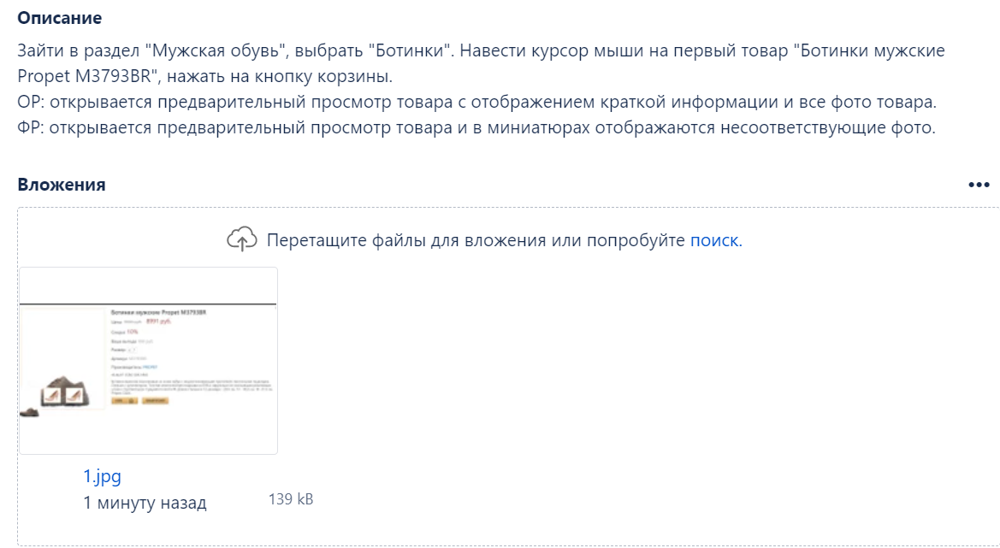 Описание
Зайти в раздел "Мужская обувь", выбрать "Ботинки". Навести курсор мыши на первый товар "Ботинки мужские
Propet M3793BR", нажать на кнопку корзины.
ОР: открывается предварительный просмотр товара с отображением краткой информации и все фото товара.
ФР: открывается предварительный просмотр товара и в миниатюрах отображаются несоответствующие фото.
Вложения
Перетащите файлы для вложения или попробуйте поиск.
Ботинки мужские Propet M3793BR
1.jpg
1 минуту назад
139 kB